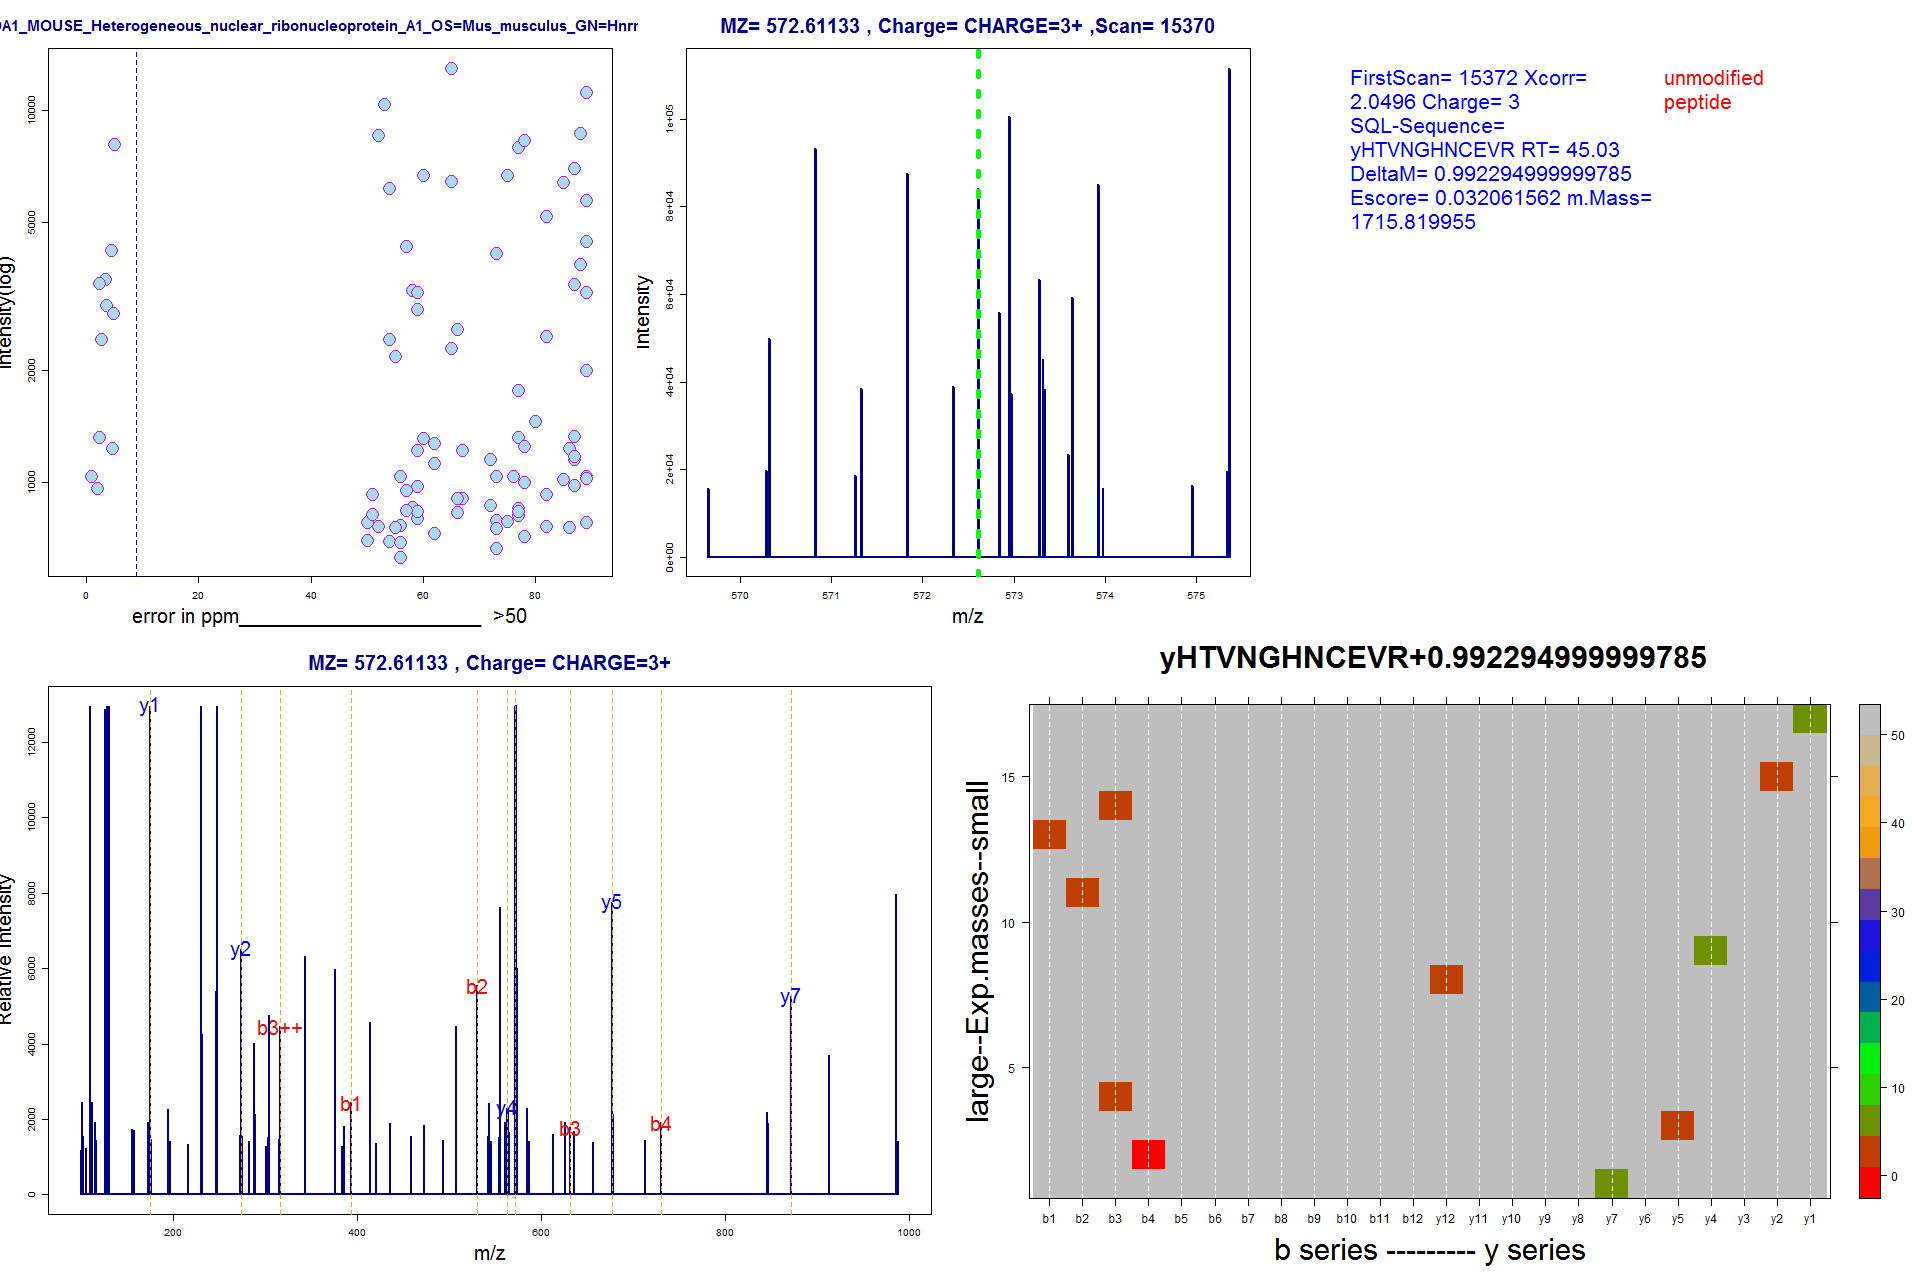 A1_MOUSE_Heterogeneous_nuclear_ribonucleoprotein_A1_OS=Mus_musculus_GN=Hnrr
Intensity(log)
1000
2000
5000
10000
0 20 40 60 80
error in ppm______________________ >50
MZ= 572.61133 , Charge= CHARGE=3+ ,Scan= 15370
Intensity
0e+00
2e+04
4e+04
6e+04
8e+04
1e+05
570 571 572 573 574 575
m/z
FirstScan= 15372 Xcorr=
2.0496 Charge= 3
SQL-Sequence=
yHTVNGHNCEVR RT= 45.03
DeltaM= 0.992294999999785
Escore= 0.032061562 m.Mass=
1715.819955
unmodified
peptide
MZ= 572.61133 , Charge= CHARGE=3+
Relative Intensity
0
2000
4000
6000
8000
10000
12000
y1
y2
b3++
b1
b2
y4
b3
y5
b4
y7
200 400 600 800 1000
m/z
yHTVNGHNCEVR+0.992294999999785
large--Exp.masses--small
5
10
15
b1 b2 b3 b4 b5 b6 b7 b8 b9 b10 b11 b12 y12 y11 y10 y9 y8 y7 y6 y5 y4 y3 y2 y1
b series --------- y series
50
40
30
20
10
0